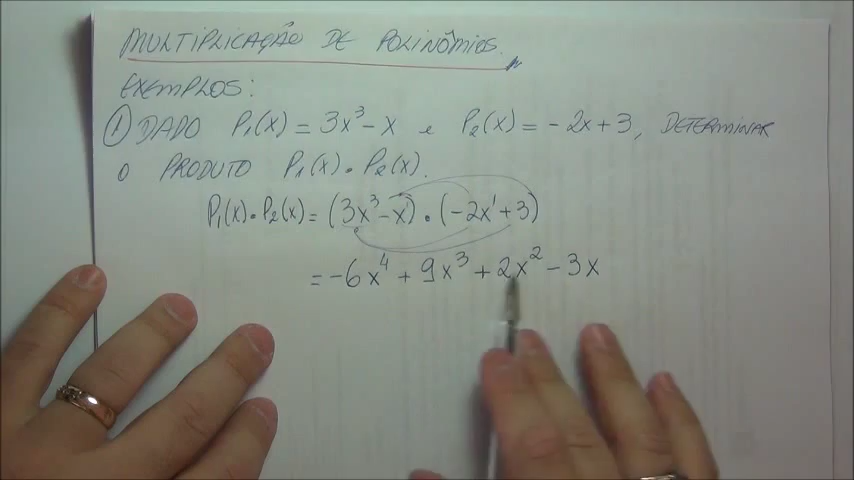 MULTIPLICAÇÃO DE POLINÔMIOS.
EXEMPLOS:
① DADO P₁(x) = 3x³ - x e P₂(x) = - 2x + 3, DETERMINAR
O PRODUTO P₁(x) • P₂(x).
P₁(x) • P₂(x) = (3x³ - x¹) • (-2x¹ + 3)
= -6x⁴ + 9x³ + 2x² - 3x